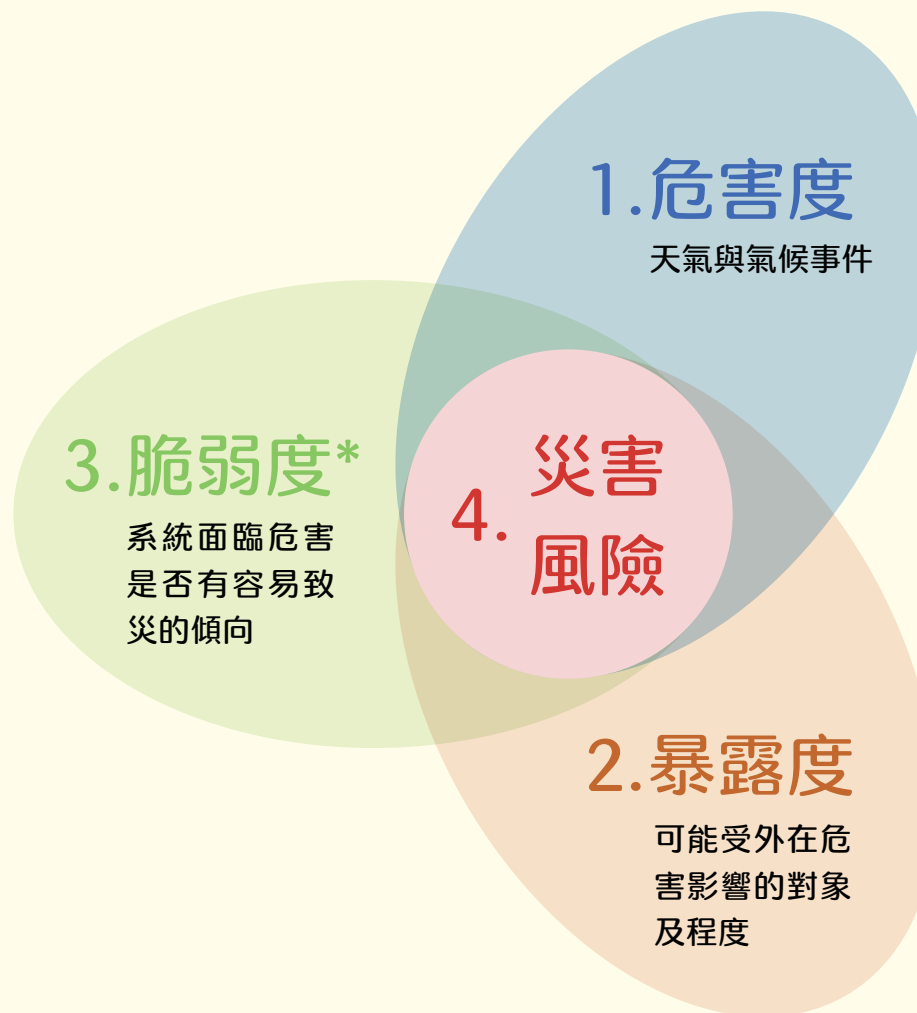 1.危害度
天氣與氣候事件
3.脆弱度*
系統面臨危害
是否有容易致
災的傾向
4.災害
風險
2.暴露度
可能受外在危
害影響的對象
及程度